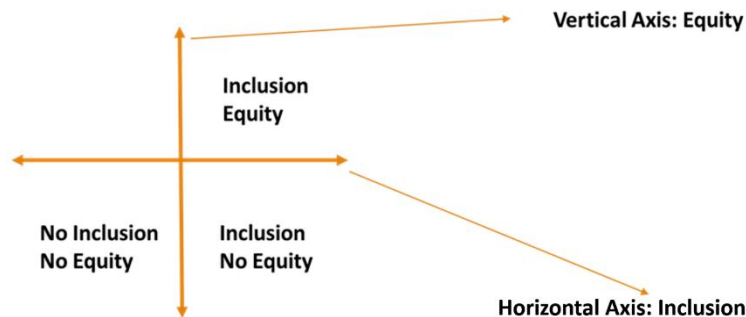 Vertical Axis: Equity
Inclusion
Equity
No Inclusion
No Equity
Inclusion
No Equity
Horizontal Axis: Inclusion